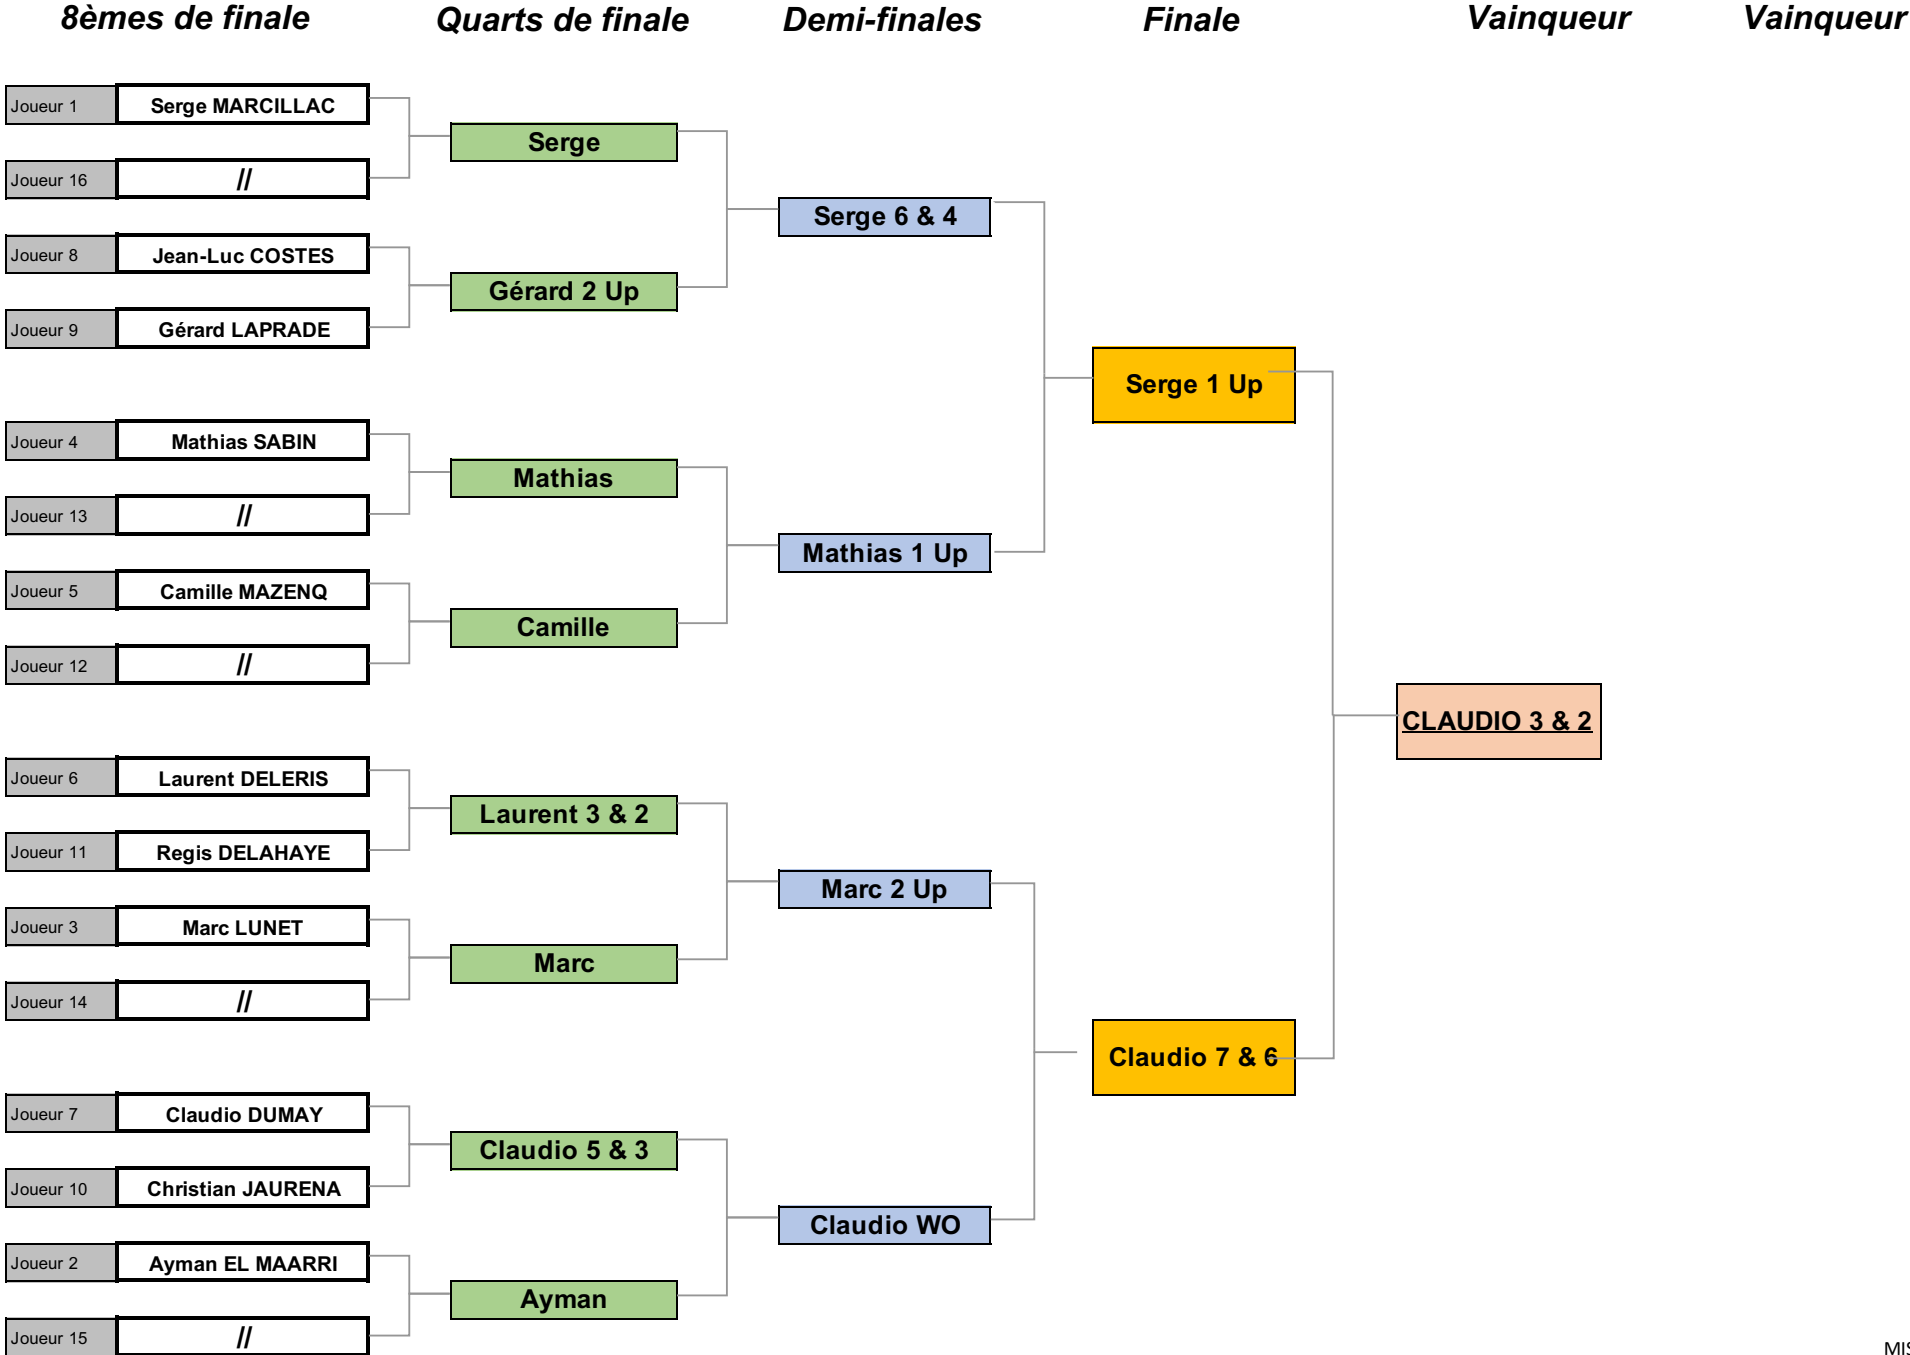 8èmes de finale Quarts de finale Demi-finales Finale Vainqueur Vainqueur
Joueur 1 Serge MARCILLAC
Serge
Joueur 16 //
Serge 6 & 4
Joueur 8 Jean-Luc COSTES
Gérard 2 Up
Joueur 9 Gérard LAPRADE
Serge 1 Up
Joueur 4 Mathias SABIN
Mathias
Joueur 13 //
Mathias 1 Up
Joueur 5 Camille MAZENQ
Camille
Joueur 12 //
CLAUDIO 3 & 2
Joueur 6 Laurent DELERIS
Laurent 3 & 2
Joueur 11 Regis DELAHAYE
Marc 2 Up
Joueur 3 Marc LUNET
Marc
Joueur 14 //
Claudio 7 & 6
Joueur 7 Claudio DUMAY
Claudio 5 & 3
Joueur 10 Christian JAURENA
Claudio WO
Joueur 2 Ayman EL MAARRI
Ayman
Joueur 15 //